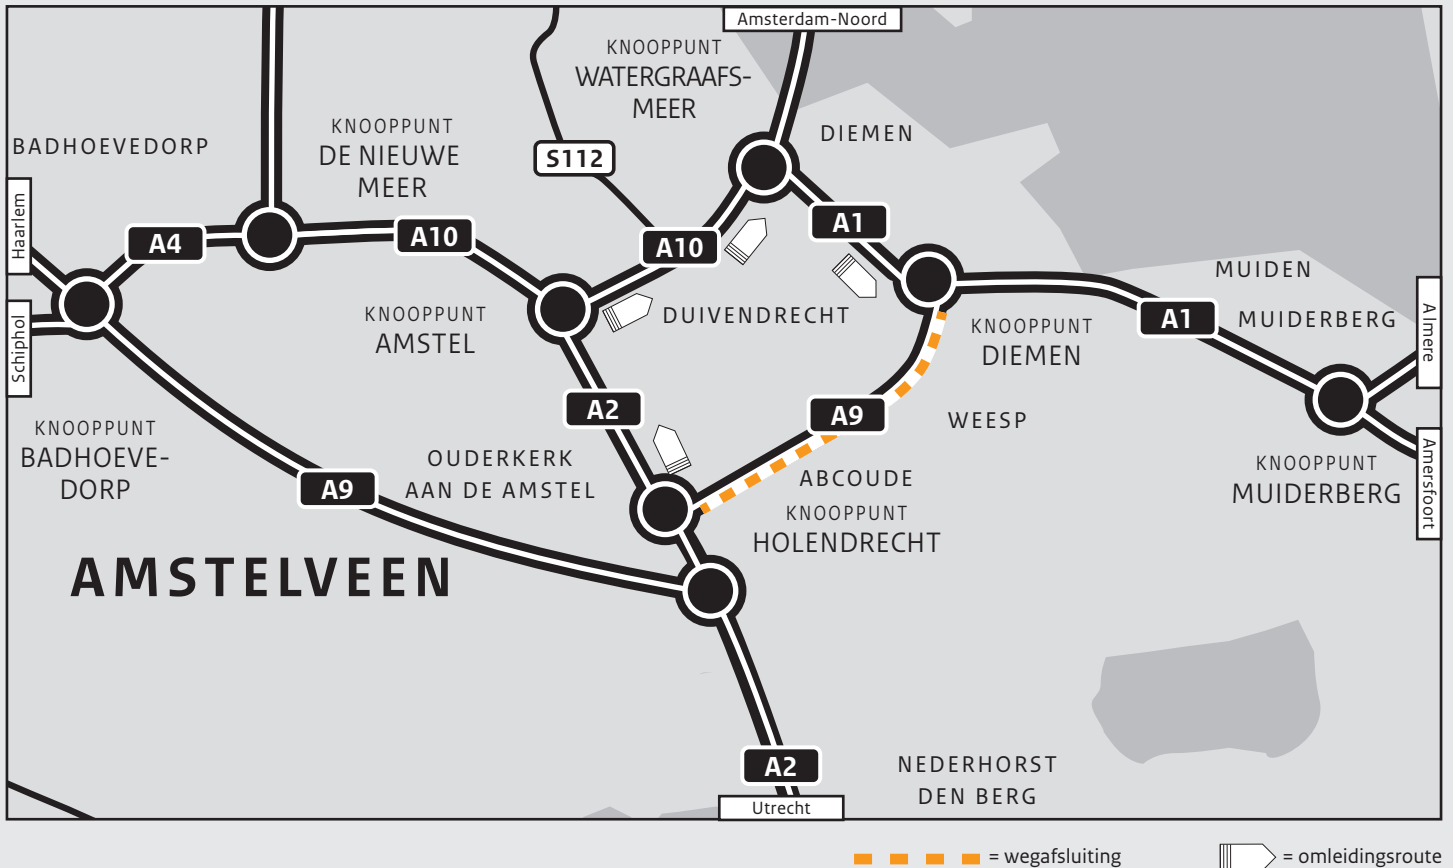 Amsterdam-Noord
KNOOPPUNT
WATERGRAAFS-
MEER
DIEMEN
BADHOEVEDORP
KNOOPPUNT
DE NIEUWE
MEER
S112
Haarlem
A4
A10
A10
A1
MUIDEN
Schiphol
KNOOPPUNT
AMSTEL
DUIVENDRECHT
KNOOPPUNT
DIEMEN
A1
MUIDERBERG
Almere
A2
A9
WEESP
KNOOPPUNT
BADHOEVE-
DORP
A9
OUDERKERK
AAN DE AMSTEL
ABCOUDE
KNOOPPUNT
HOLENDRECHT
KNOOPPUNT
MUIDERBERG
Amersfoort
AMSTELVEEN
A2
NEDERHORST
DEN BERG
Utrecht
= wegafsluiting
= omleidingsroute